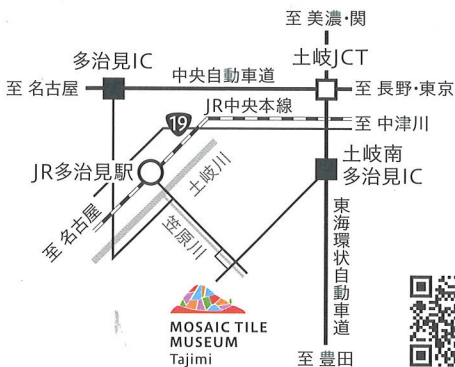 至 美濃・関
多治見IC
土岐JCT
中央自動車道
至 名古屋
至 長野・東京
JR中央本線
19
至 中津川
土岐南
多治見IC
JR多治見駅
土岐川
至 名古屋
笠原川
東海環状自動車道
MOSAIC TILE
MUSEUM
Tajimi
至 豊田